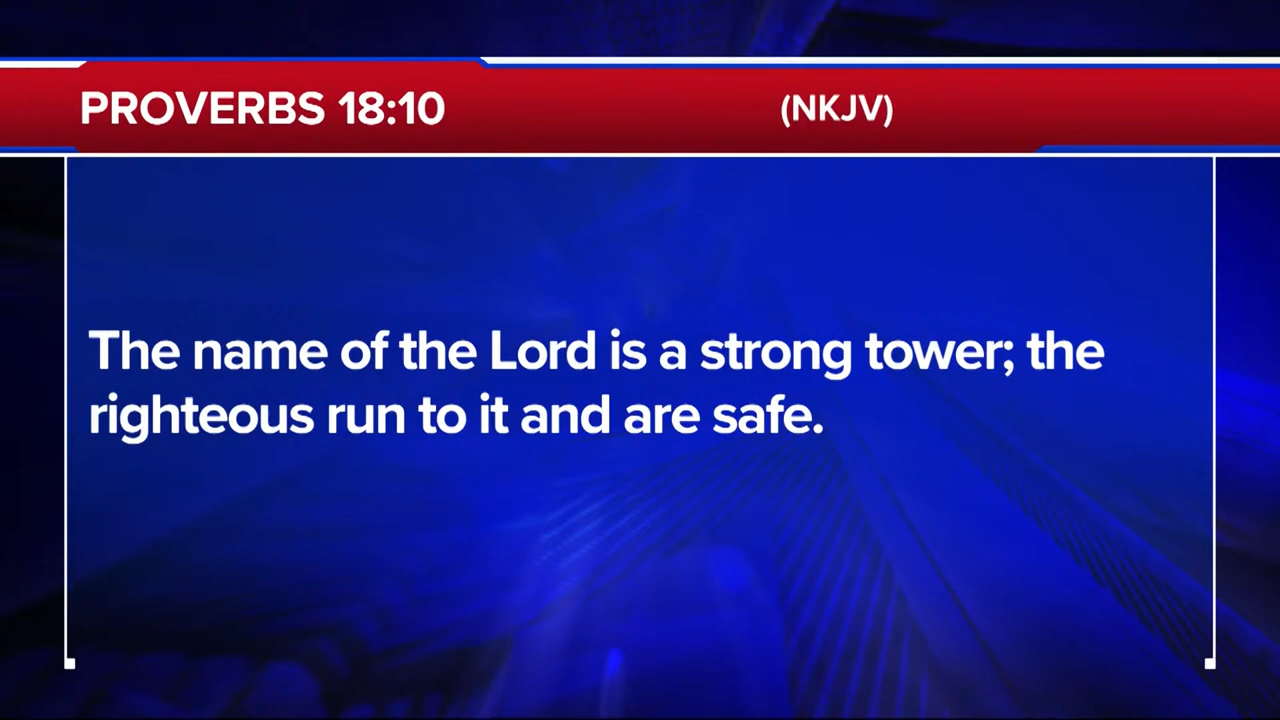 PROVERBS 18:10 (NKJV)
The name of the Lord is a strong tower; the
righteous run to it and are safe.